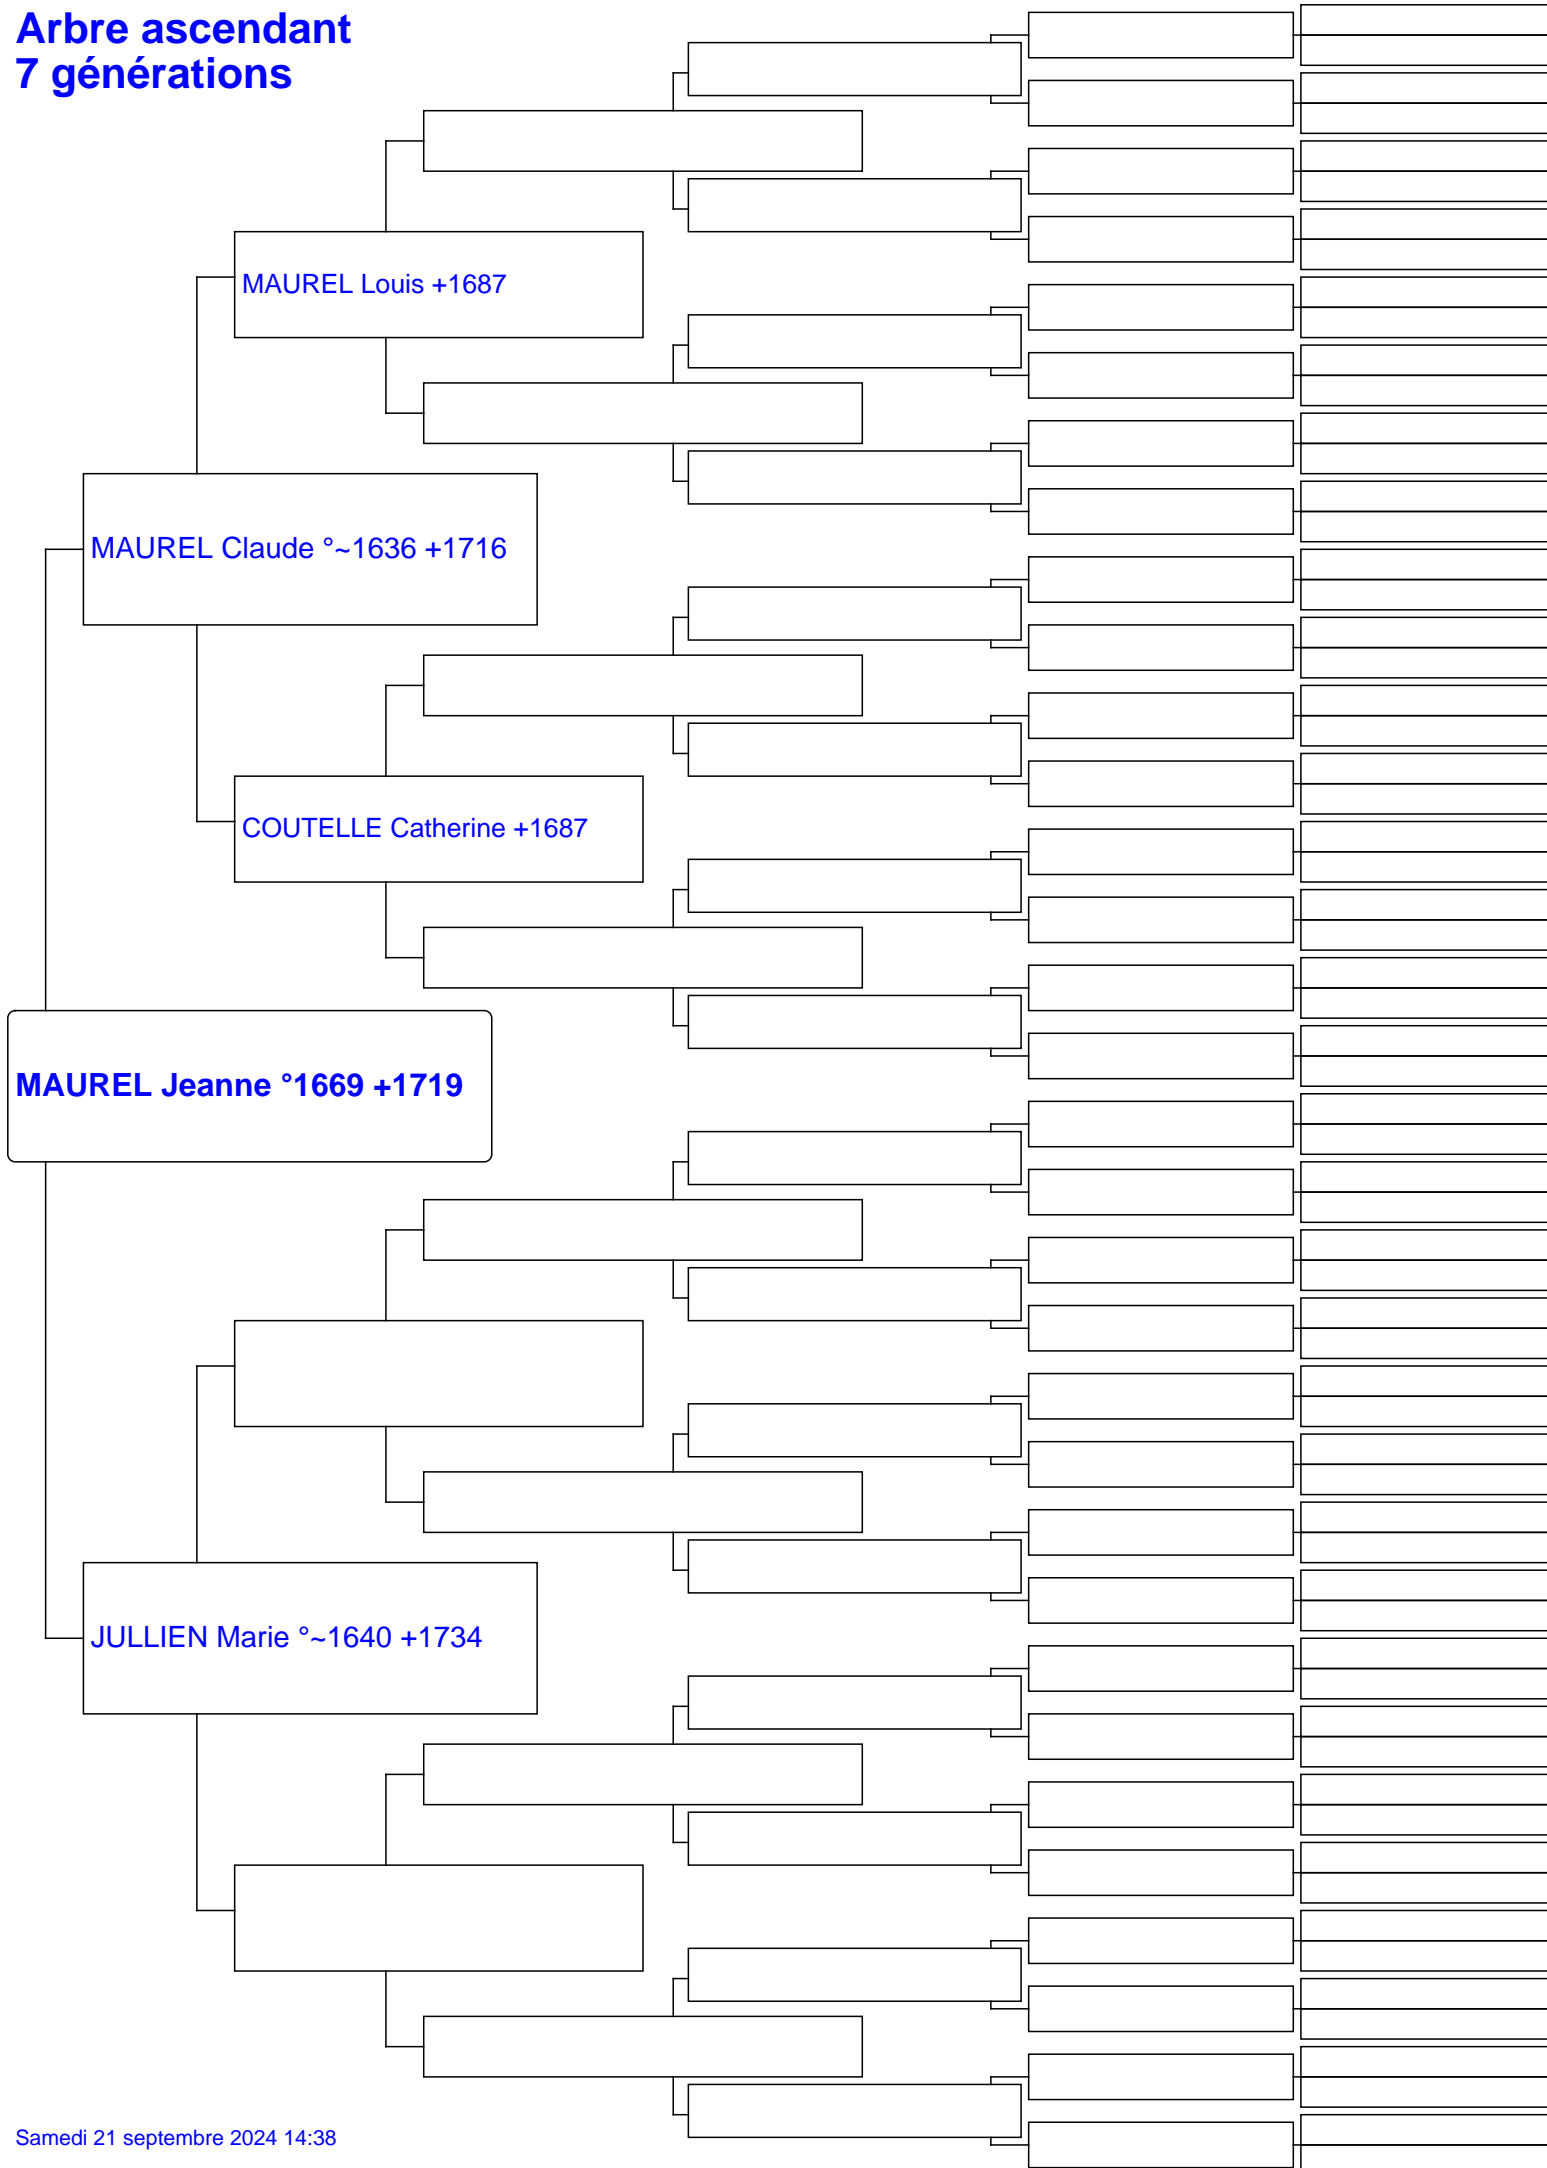 Arbre ascendant
7 générations
MAUREL Louis +1687
MAUREL Claude °~1636 +1716
COUTELLE Catherine +1687
MAUREL Jeanne °1669 +1719
JULLIEN Marie °~1640 +1734
Samedi 21 septembre 2024 14:38